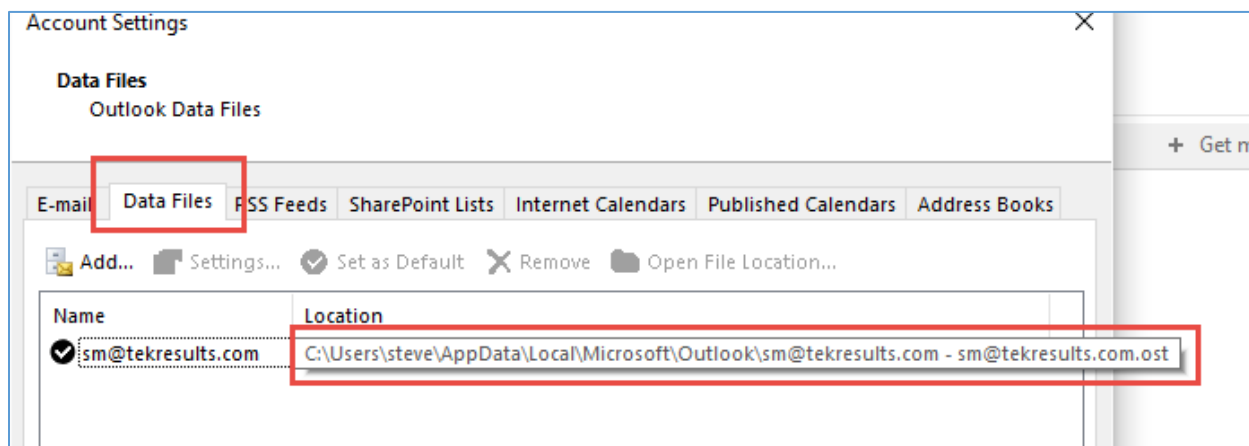 Account Settings
Data Files
Outlook Data Files
+ Get
E-mail Data Files RSS Feeds SharePoint Lists Internet Calendars Published Calendars Address Books
Add... Settings... Set as Default Remove Open File Location...
Name Location
sm@tekresults.com C:\Users\steve\AppData\Local\Microsoft\Outlook\sm@tekresults.com - sm@tekresults.com.ost